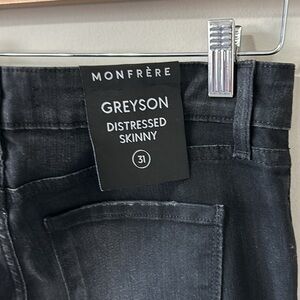 MONFRÈRE
GREYSON
DISTRESSED
SKINNY
31